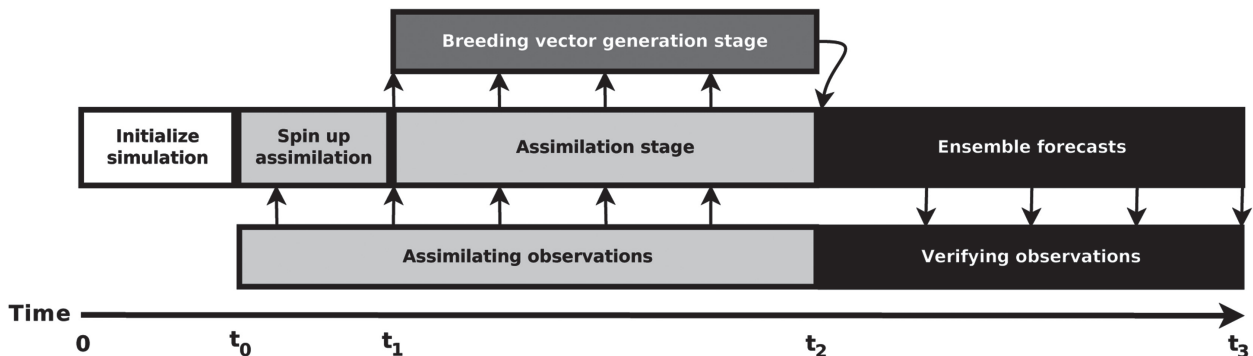 Breeding vector generation stage
Initialize
simulation
Spin up
assimilation
Assimilation stage
Ensemble forecasts
Assimilating observations
Verifying observations
Time
0
t0
t1
t2
t3